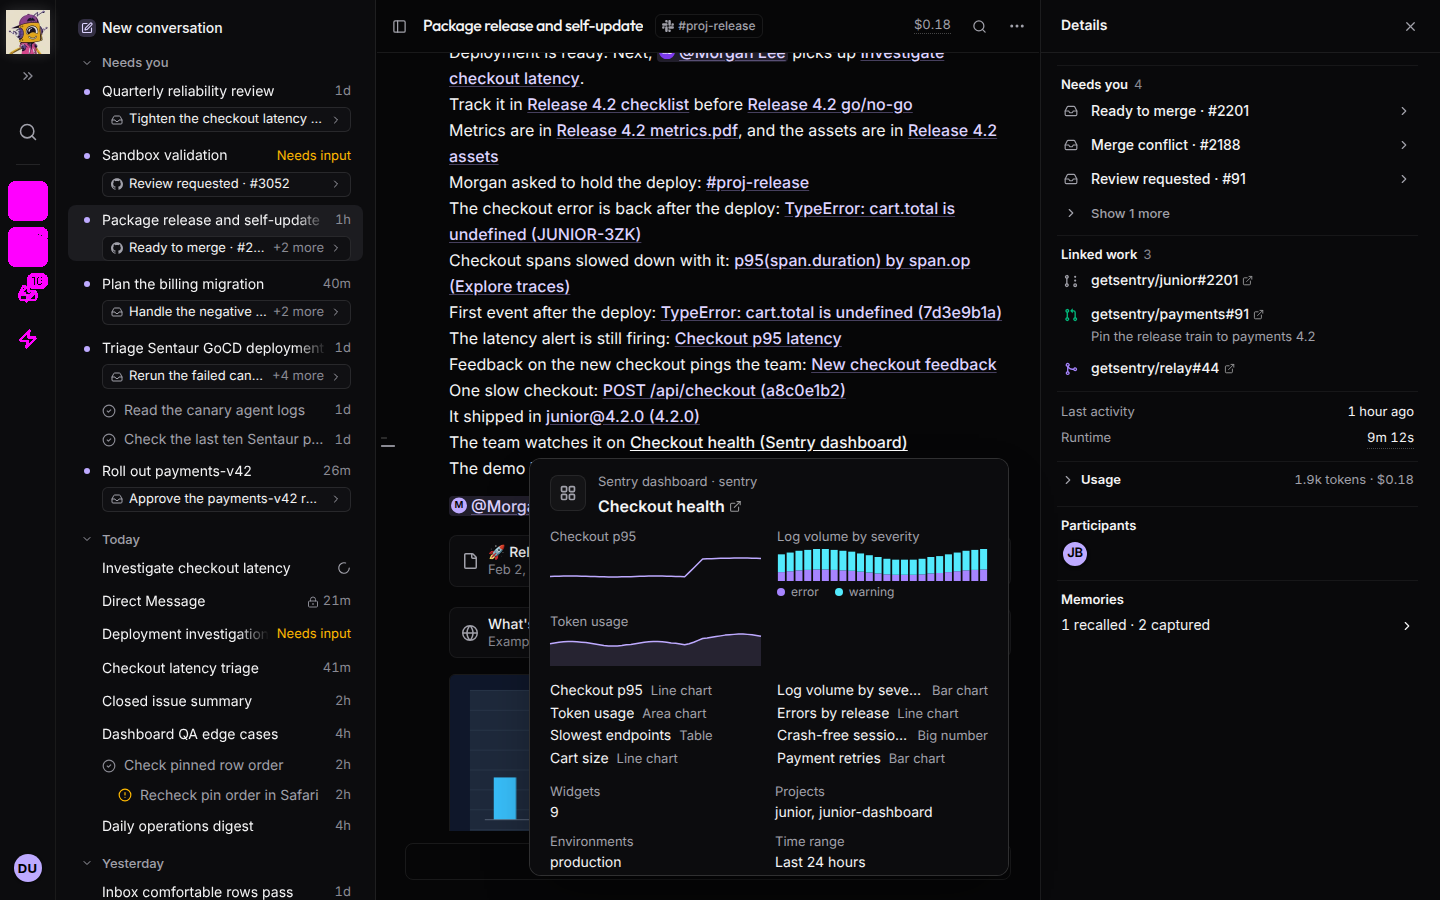 New conversation
Needs you
Quarterly reliability review 1d
Tighten the checkout latency ...
Sandbox validation Needs input
Review requested · #3052
Package release and self-update 1h
Ready to merge · #2... +2 more
Plan the billing migration 40m
Handle the negative ... +2 more
Triage Sentaur GoCD deployment 1d
Rerun the failed can... +4 more
Read the canary agent logs 1d
Check the last ten Sentaur p... 1d
Roll out payments-v42 26m
Approve the payments-v42 r...
Today
Investigate checkout latency
Direct Message 21m
Deployment investigation Needs input
Checkout latency triage 41m
Closed issue summary 2h
Dashboard QA edge cases 4h
Check pinned row order 2h
Recheck pin order in Safari 2h
Daily operations digest 4h
Yesterday
Inbox comfortable rows pass 1d
DU
Package release and self-update #proj-release $0.18
Deployment is ready. Next, @Morgan Lee picks up investigate
checkout latency.
Track it in Release 4.2 checklist before Release 4.2 go/no-go
Metrics are in Release 4.2 metrics.pdf, and the assets are in Release 4.2
assets
Morgan asked to hold the deploy: #proj-release
The checkout error is back after the deploy: TypeError: cart.total is
undefined (JUNIOR-3ZK)
Checkout spans slowed down with it: p95(span.duration) by span.op
(Explore traces)
First event after the deploy: TypeError: cart.total is undefined (7d3e9b1a)
The latency alert is still firing: Checkout p95 latency
Feedback on the new checkout pings the team: New checkout feedback
One slow checkout: POST /api/checkout (a8c0e1b2)
It shipped in junior@4.2.0 (4.2.0)
The team watches it on Checkout health (Sentry dashboard)
The demo
M @Morga
🚀 Rel
Feb 2,
What's
Examp
Sentry dashboard · sentry
Checkout health
Checkout p95 Log volume by severity
error warning
Token usage
Checkout p95 Line chart Log volume by seve... Bar chart
Token usage Area chart Errors by release Line chart
Slowest endpoints Table Crash-free sessio... Big number
Cart size Line chart Payment retries Bar chart
Widgets Projects
9 junior, junior-dashboard
Environments Time range
production Last 24 hours
Details
Needs you 4
Ready to merge · #2201
Merge conflict · #2188
Review requested · #91
Show 1 more
Linked work 3
getsentry/junior#2201
getsentry/payments#91
Pin the release train to payments 4.2
getsentry/relay#44
Last activity 1 hour ago
Runtime 9m 12s
Usage 1.9k tokens · $0.18
Participants
JB
Memories
1 recalled · 2 captured